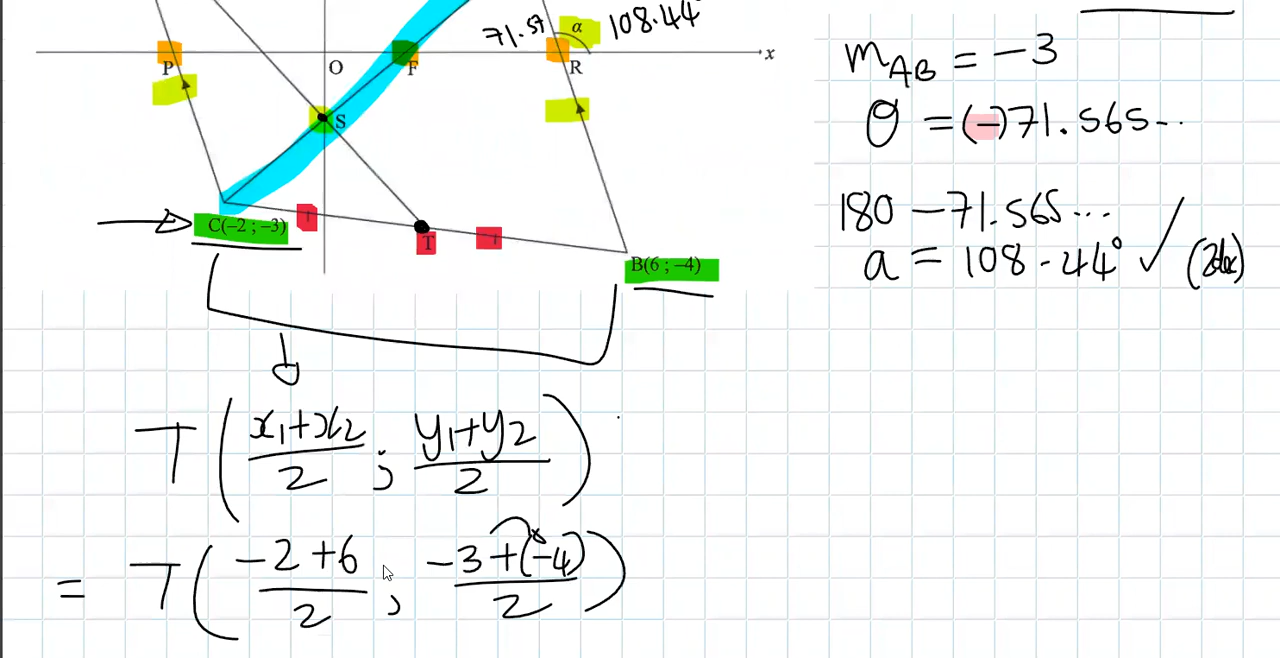 71.57 α 108.44°
P O F R x
S
C(–2 ; –3)
T
B(6 ; –4)
T(x₁+x₂/2 ; y₁+y₂/2)
= T(-2+6/2 ; -3+(-4)/2)
m_AB = -3
θ = (-)71.565..
180 - 71.565...
a = 108.44° ✓ (2dec)